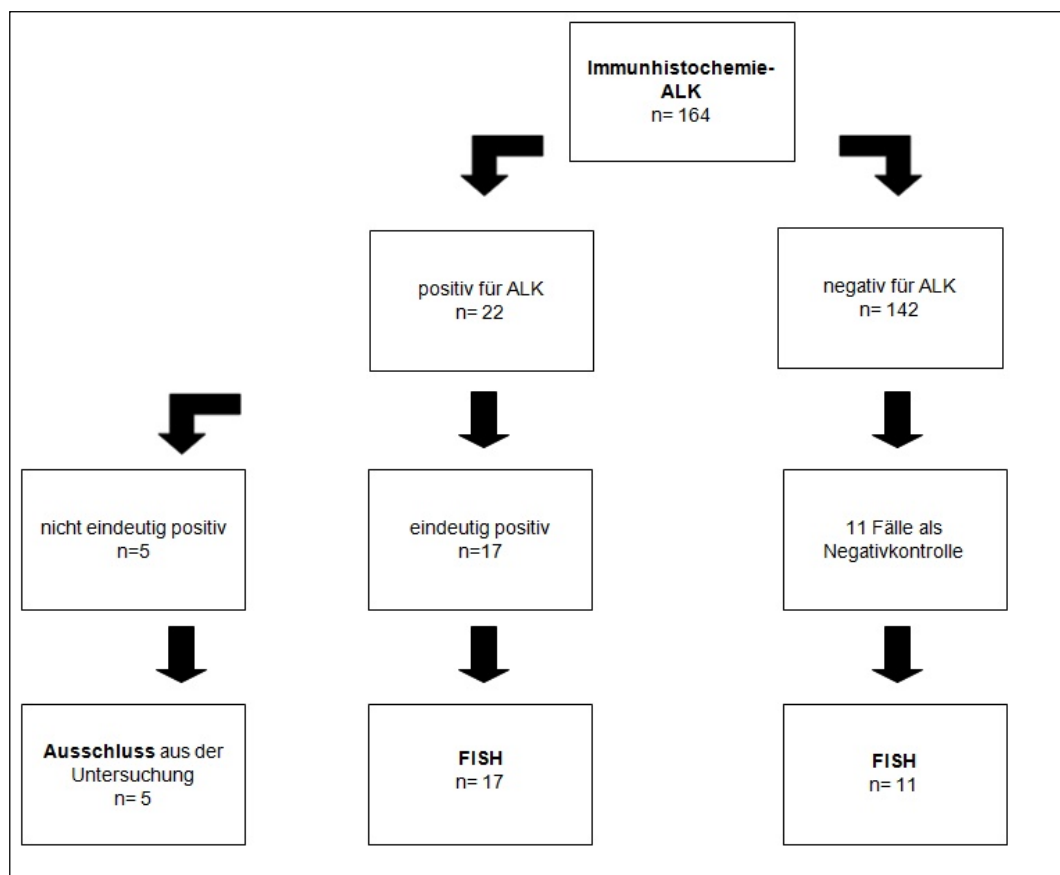 Immunhistochemie-
ALK
n= 164
positiv für ALK
n= 22
negativ für ALK
n= 142
nicht eindeutig positiv
n=5
eindeutig positiv
n=17
11 Fälle als
Negativkontrolle
Ausschluss aus der
Untersuchung
n= 5
FISH
n= 17
FISH
n= 11